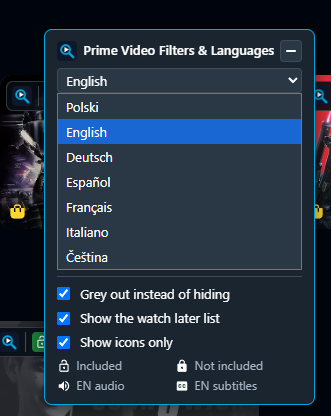 Prime Video Filters & Languages
English
Polski
English
Deutsch
Español
Français
Italiano
Čeština
Grey out instead of hiding
Show the watch later list
Show icons only
Included
Not included
EN audio
CC EN subtitles